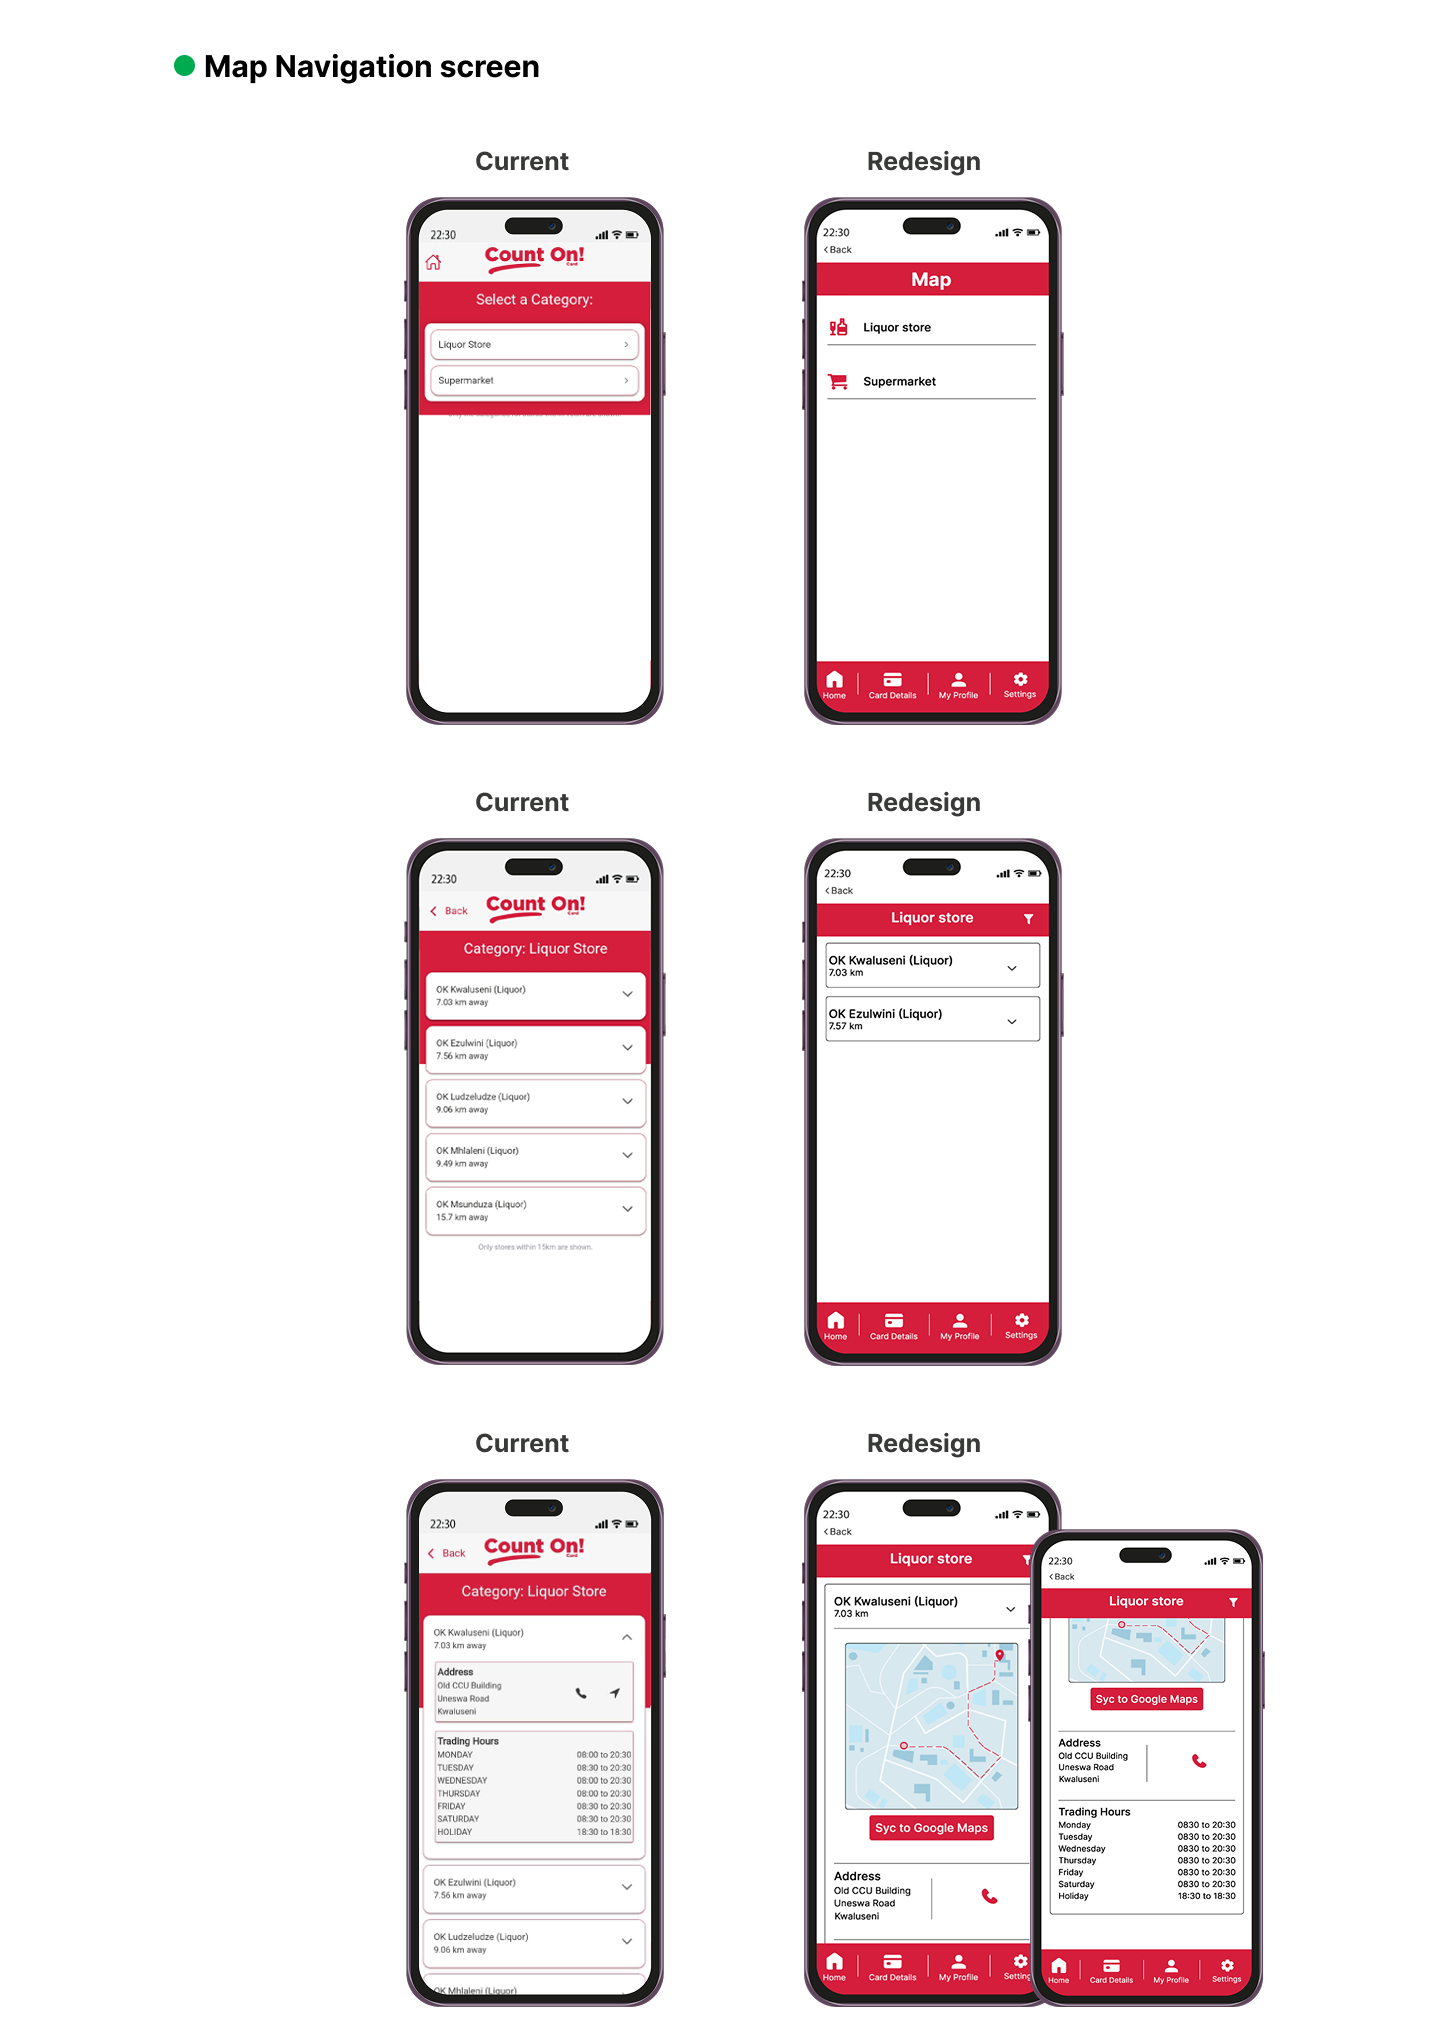 Map Navigation screen
Current
Redesign
22:30
Count On!
Card
Select a Category:
Liquor Store
Supermarket
22:30
Back
Map
Liquor store
Supermarket
Home
Card Details
My Profile
Settings
Current
Redesign
22:30
Back
Count On!
Card
Category: Liquor Store
OK Kwaluseni (Liquor)
7.03 km away
OK Ezulwini (Liquor)
7.56 km away
OK Ludzeludze (Liquor)
9.06 km away
OK Mhlaleni (Liquor)
9.49 km away
OK Msunduza (Liquor)
15.7 km away
Only stores within 15km are shown.
22:30
Back
Liquor store
OK Kwaluseni (Liquor)
7.03 km
OK Ezulwini (Liquor)
7.57 km
Home
Card Details
My Profile
Settings
Current
Redesign
22:30
Back
Count On!
Card
Category: Liquor Store
OK Kwaluseni (Liquor)
7.03 km away
Address
Old CCU Building
Uneswa Road
Kwaluseni
Trading Hours
MONDAY 08:00 to 20:30
TUESDAY 08:30 to 20:30
WEDNESDAY 08:00 to 20:30
THURSDAY 08:00 to 20:30
FRIDAY 08:30 to 20:30
SATURDAY 08:30 to 20:30
HOLIDAY 18:30 to 18:30
OK Ezulwini (Liquor)
7.56 km away
OK Ludzeludze (Liquor)
9.06 km away
OK Mhlaleni (Liquor)
22:30
Back
Liquor store
OK Kwaluseni (Liquor)
7.03 km
Syc to Google Maps
Address
Old CCU Building
Uneswa Road
Kwaluseni
Home
Card Details
My Profile
Setting
22:30
Back
Liquor store
Syc to Google Maps
Address
Old CCU Building
Uneswa Road
Kwaluseni
Trading Hours
Monday 0830 to 20:30
Tuesday 0830 to 20:30
Wednesday 0830 to 20:30
Thursday 0830 to 20:30
Friday 0830 to 20:30
Saturday 0830 to 20:30
Holiday 18:30 to 18:30
Home
Card Details
My Profile
Settings